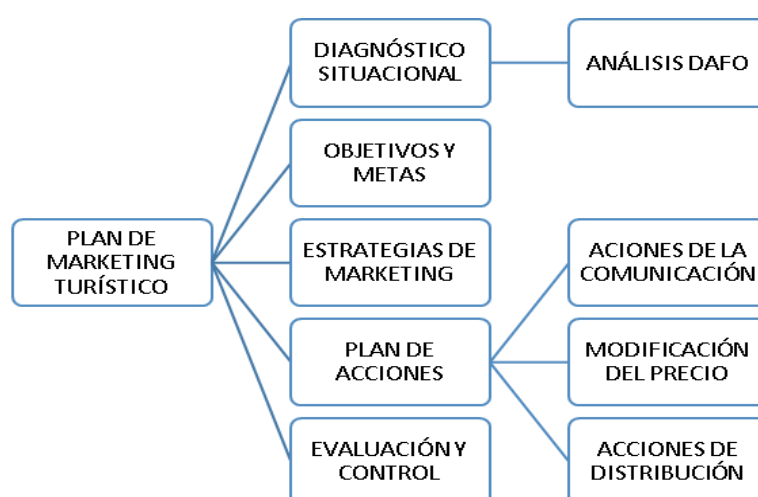 PLAN DE
MARKETING
TURÍSTICO
DIAGNÓSTICO
SITUACIONAL
ANÁLISIS DAFO
OBJETIVOS Y
METAS
ESTRATEGIAS DE
MARKETING
PLAN DE
ACCIONES
ACIONES DE LA
COMUNICACIÓN
MODIFICACIÓN
DEL PRECIO
ACCIONES DE
DISTRIBUCIÓN
EVALUACIÓN Y
CONTROL